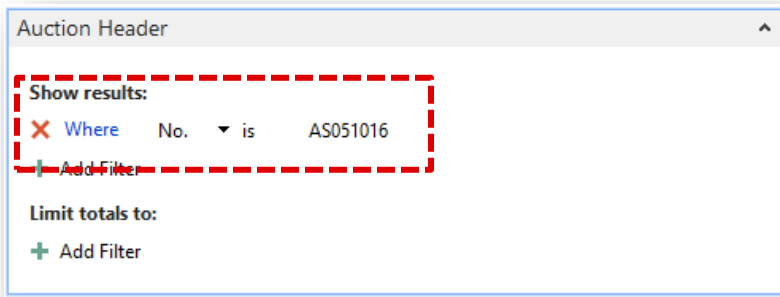 Auction Header
Show results:
Where No. is AS051016
Add Filter
Limit totals to:
Add Filter